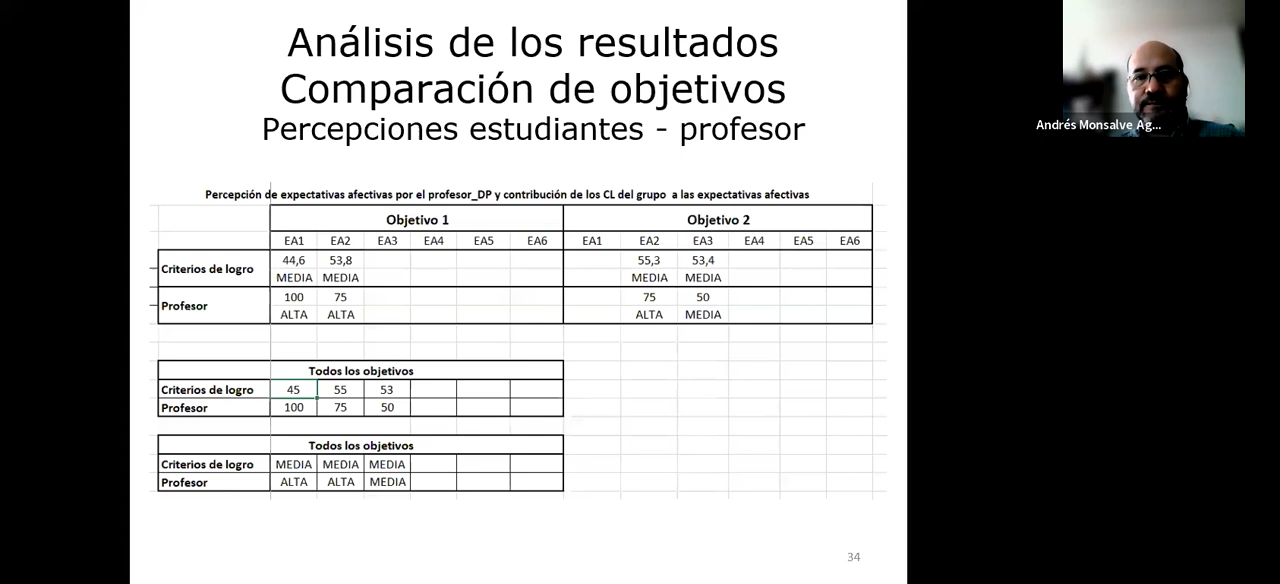 Análisis de los resultados
Comparación de objetivos
Percepciones estudiantes - profesor
Andrés Monsalve Ag...
Percepción de expectativas afectivas por el profesor_DP y contribución de los CL del grupo a las expectativas afectivas
Objetivo 1 Objetivo 2
EA1 EA2 EA3 EA4 EA5 EA6 EA1 EA2 EA3 EA4 EA5 EA6
Criterios de logro 44,6 53,8 55,3 53,4
MEDIA MEDIA MEDIA MEDIA
Profesor 100 75 75 50
ALTA ALTA ALTA MEDIA
Todos los objetivos
Criterios de logro 45 55 53
Profesor 100 75 50
Todos los objetivos
Criterios de logro MEDIA MEDIA MEDIA
Profesor ALTA ALTA MEDIA
34